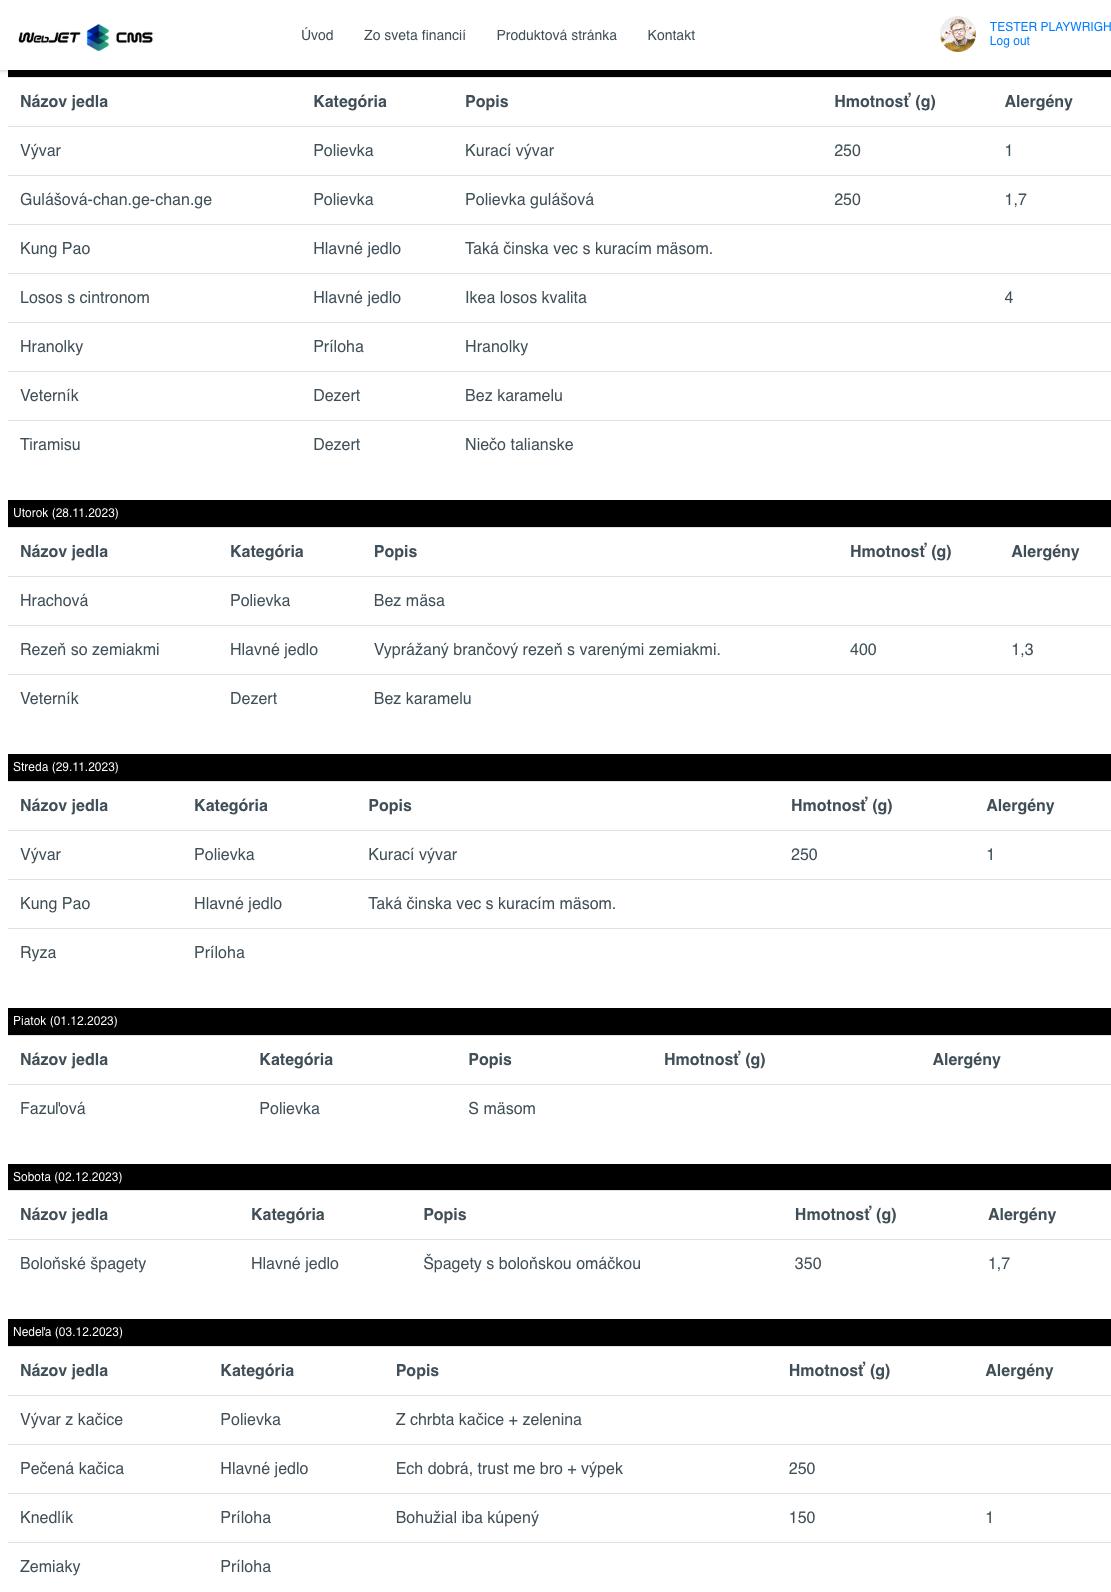 WebJET CMS Úvod Zo sveta financií Produktová stránka Kontakt TESTER PLAYWRIGH
Log out
Názov jedla Kategória Popis Hmotnosť (g) Alergény
Vývar Polievka Kurací vývar 250 1
Gulášová-chan.ge-chan.ge Polievka Polievka gulášová 250 1,7
Kung Pao Hlavné jedlo Taká činska vec s kuracím mäsom.
Losos s cintronom Hlavné jedlo Ikea losos kvalita 4
Hranolky Príloha Hranolky
Veterník Dezert Bez karamelu
Tiramisu Dezert Niečo talianske
Utorok (28.11.2023)
Názov jedla Kategória Popis Hmotnosť (g) Alergény
Hrachová Polievka Bez mäsa
Rezeň so zemiakmi Hlavné jedlo Vyprážaný brančový rezeň s varenými zemiakmi. 400 1,3
Veterník Dezert Bez karamelu
Streda (29.11.2023)
Názov jedla Kategória Popis Hmotnosť (g) Alergény
Vývar Polievka Kurací vývar 250 1
Kung Pao Hlavné jedlo Taká činska vec s kuracím mäsom.
Ryza Príloha
Piatok (01.12.2023)
Názov jedla Kategória Popis Hmotnosť (g) Alergény
Fazuľová Polievka S mäsom
Sobota (02.12.2023)
Názov jedla Kategória Popis Hmotnosť (g) Alergény
Boloňské špagety Hlavné jedlo Špagety s boloňskou omáčkou 350 1,7
Nedeľa (03.12.2023)
Názov jedla Kategória Popis Hmotnosť (g) Alergény
Vývar z kačice Polievka Z chrbta kačice + zelenina
Pečená kačica Hlavné jedlo Ech dobrá, trust me bro + výpek 250
Knedlík Príloha Bohužial iba kúpený 150 1
Zemiaky Príloha